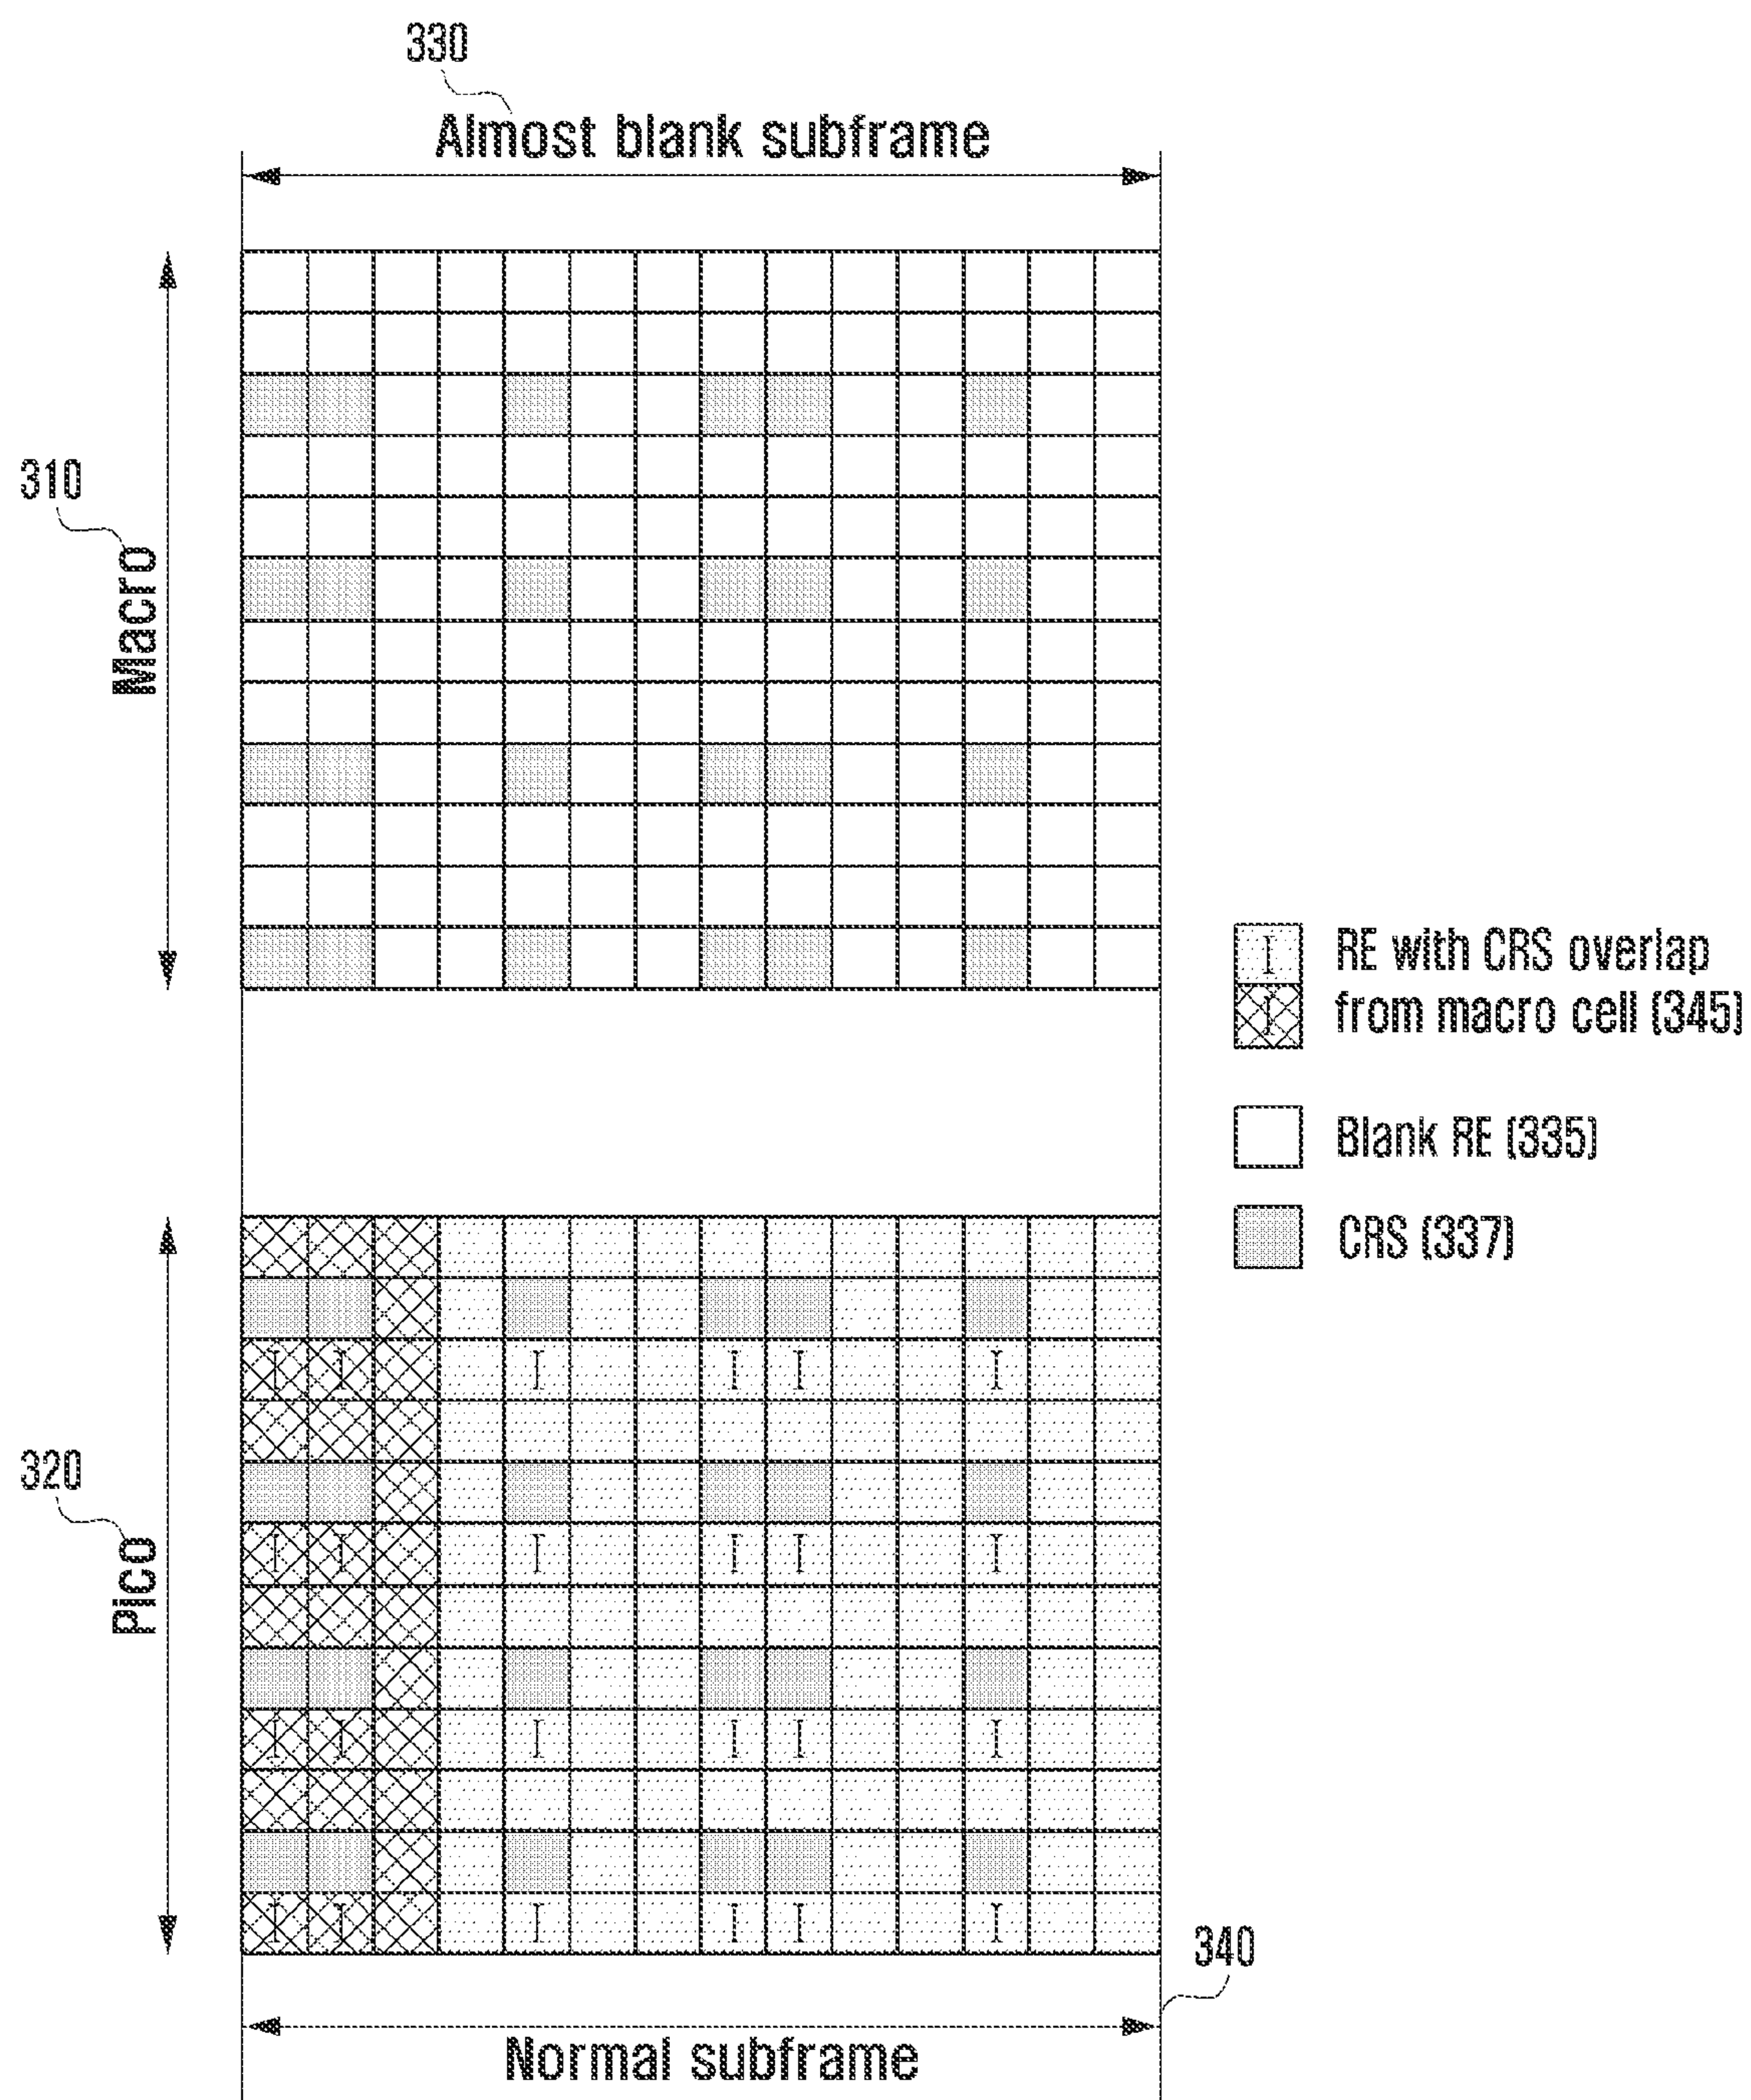 330
Almost blank subframe
310
Macro
RE with CRS overlap
from macro cell (345)
Blank RE (335)
CRS (337)
I
I
320
Pico
I I I I I I
I I I I I I
I I I I I I
I I I I I I
340
Normal subframe